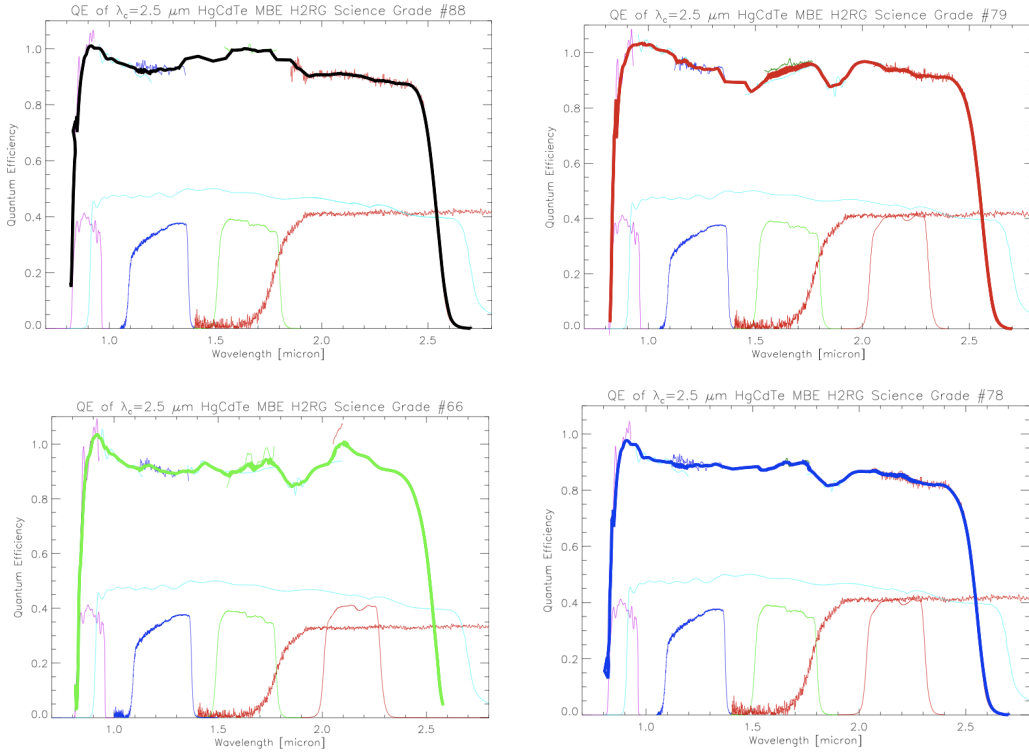 QE of λc=2.5 μm HgCdTe MBE H2RG Science Grade #88
Quantum Efficiency
1.0
0.8
0.6
0.4
0.2
0.0
1.0 1.5 2.0 2.5
Wavelength [micron]
QE of λc=2.5 μm HgCdTe MBE H2RG Science Grade #79
Quantum Efficiency
1.0
0.8
0.6
0.4
0.2
0.0
1.0 1.5 2.0 2.5
Wavelength [micron]
QE of λc=2.5 μm HgCdTe MBE H2RG Science Grade #66
Quantum Efficiency
1.0
0.8
0.6
0.4
0.2
0.0
1.0 1.5 2.0 2.5
Wavelength [micron]
QE of λc=2.5 μm HgCdTe MBE H2RG Science Grade #78
Quantum Efficiency
1.0
0.8
0.6
0.4
0.2
0.0
1.0 1.5 2.0 2.5
Wavelength [micron]